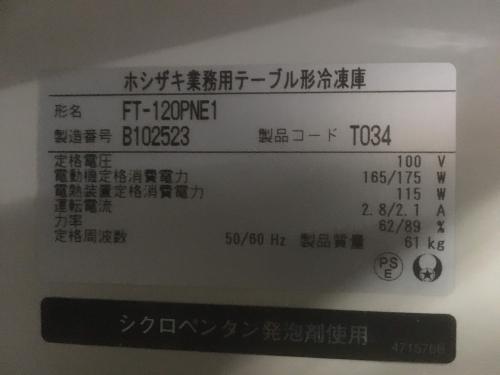 ホシザキ業務用テーブル形冷凍庫
形名 FT-120PNE1
製造番号 B102523 製品コード T034
定格電圧 100 V
電動機定格消費電力 165/175 W
電熱装置定格消費電力 115 W
運転電流 2.8/2.1 A
力率 62/89 %
定格周波数 50/60 Hz 製品質量 61 kg
PS
E
シクロペンタン発泡剤使用